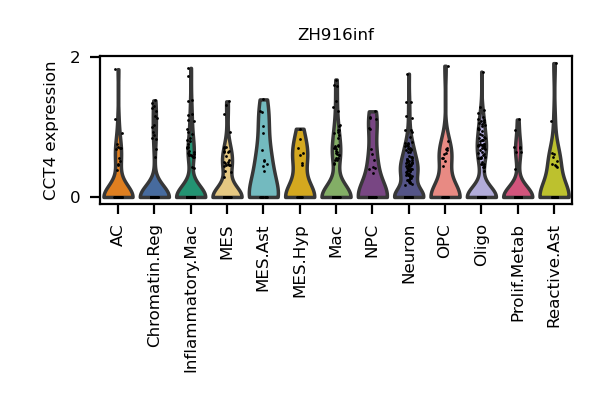 ZH916inf
CCT4 expression
2
0
AC
Chromatin.Reg
Inflammatory.Mac
MES
MES.Ast
MES.Hyp
Mac
NPC
Neuron
OPC
Oligo
Prolif.Metab
Reactive.Ast